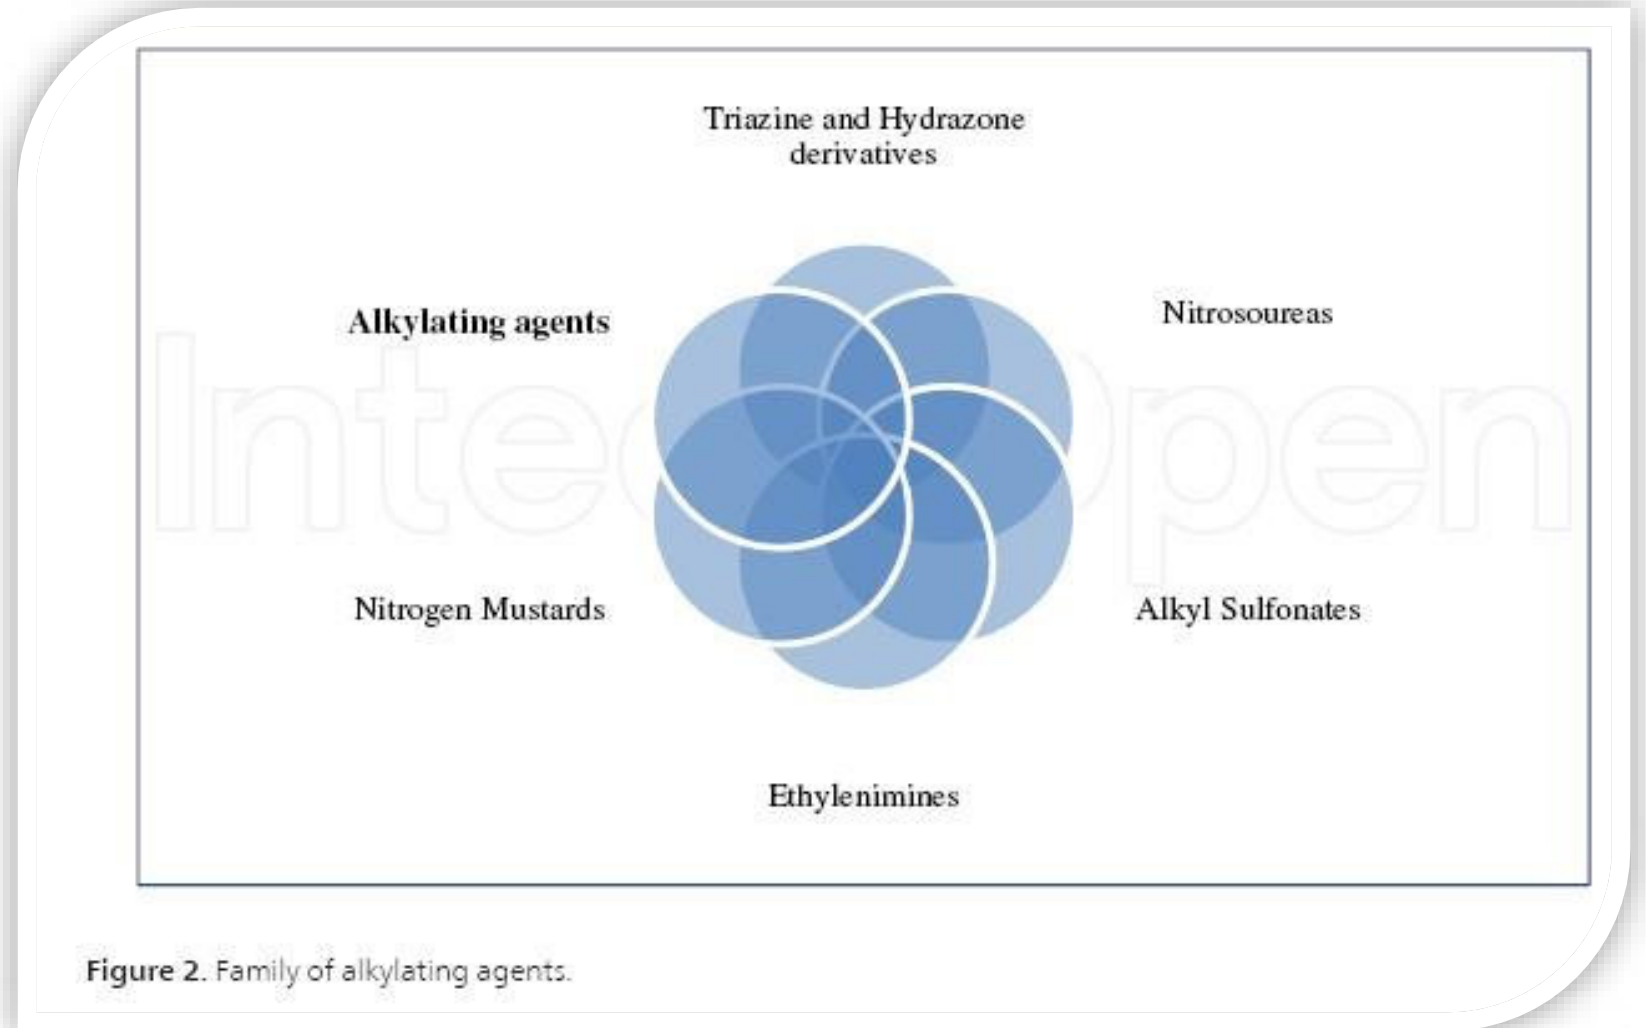 Triazine and Hydrazone
derivatives
Alkylating agents
Nitrosoureas
Nitrogen Mustards
Alkyl Sulfonates
Ethylenimines
Figure 2. Family of alkylating agents.